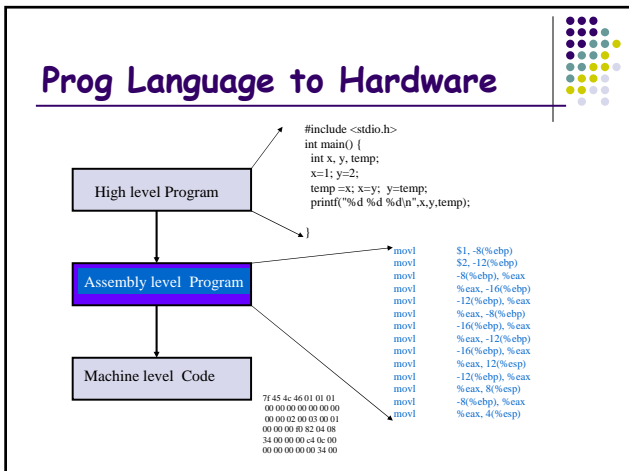 Prog Language to Hardware
#include <stdio.h>
int main() {
int x, y, temp;
x=1; y=2;
temp =x; x=y;  y=temp;
printf("%d %d %d\n",x,y,temp);
}
High level Program
Assembly level  Program
Machine level  Code
movl $1, -8(%ebp)
movl $2, -12(%ebp)
movl -8(%ebp), %eax
movl %eax, -16(%ebp)
movl -12(%ebp), %eax
movl %eax, -8(%ebp)
movl -16(%ebp), %eax
movl %eax, -12(%ebp)
movl -16(%ebp), %eax
movl %eax, 12(%esp)
movl -12(%ebp), %eax
movl %eax, 8(%esp)
movl -8(%ebp), %eax
movl %eax, 4(%esp)
7f 45 4c 46 01 01 01
00 00 00 00 00 00 00
00 00 02 00 03 00 01
00 00 00 f0 82 04 08
34 00 00 00 c4 0c 00
00 00 00 00 00 34 00